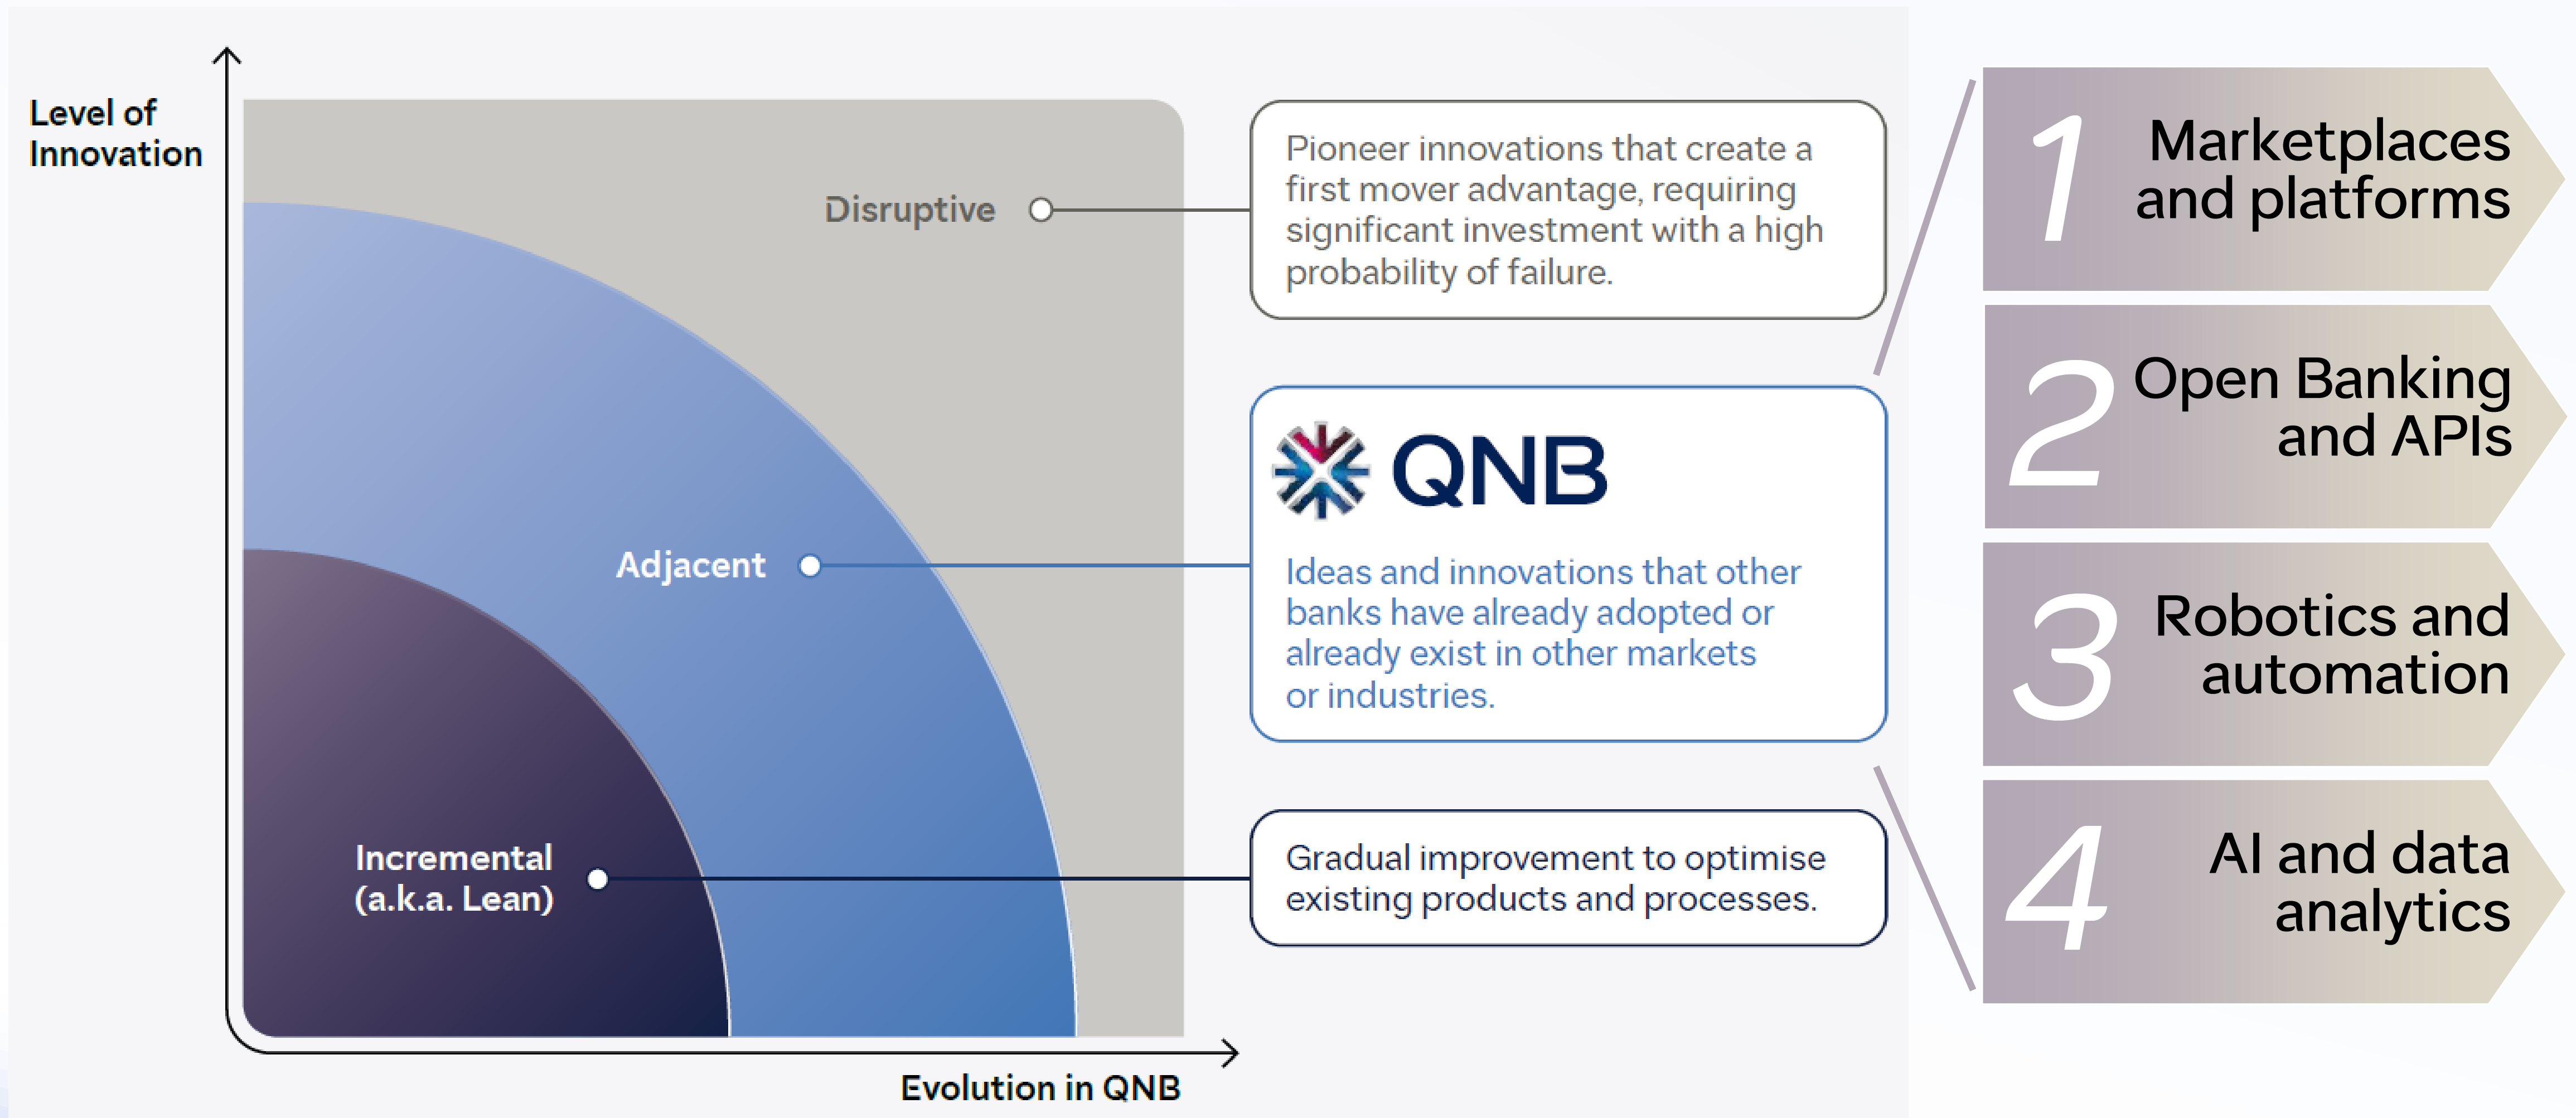 Level of
Innovation
Disruptive
Pioneer innovations that create a
first mover advantage, requiring
significant investment with a high
probability of failure.
Adjacent
QNB
Ideas and innovations that other
banks have already adopted or
already exist in other markets
or industries.
Incremental
(a.k.a. Lean)
Gradual improvement to optimise
existing products and processes.
Evolution in QNB
1
Marketplaces
and platforms
2
Open Banking
and APIs
3
Robotics and
automation
4
AI and data
analytics